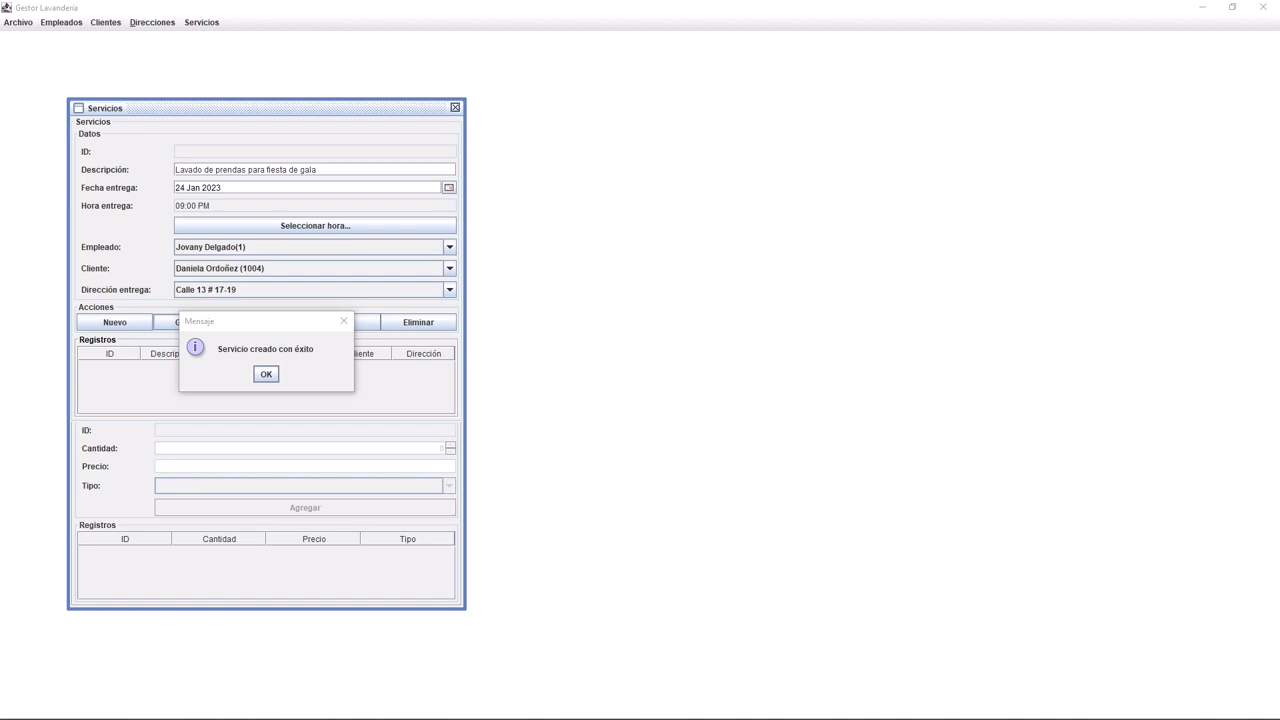 Gestor Lavandería
Archivo Empleados Clientes Direcciones Servicios
Servicios
Servicios
Datos
ID:
Descripción: Lavado de prendas para fiesta de gala
Fecha entrega: 24 Jan 2023
Hora entrega: 09:00 PM
Seleccionar hora...
Empleado: Jovany Delgado(1)
Cliente: Daniela Ordoñez (1004)
Dirección entrega: Calle 13 # 17-19
Acciones
Nuevo Eliminar
Mensaje
Servicio creado con éxito
OK
Registros
ID Dirección
ID:
Cantidad: 0
Precio:
Tipo:
Agregar
Registros
ID Cantidad Precio Tipo